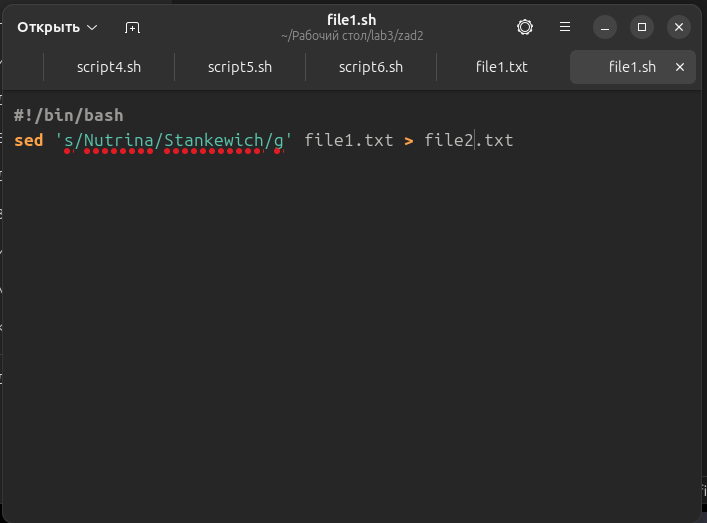 Открыть
file1.sh
~/Рабочий стол/lab3/zad2
script4.sh
script5.sh
script6.sh
file1.txt
file1.sh
#!/bin/bash
sed 's/Nutrina/Stankewich/g' file1.txt > file2.txt